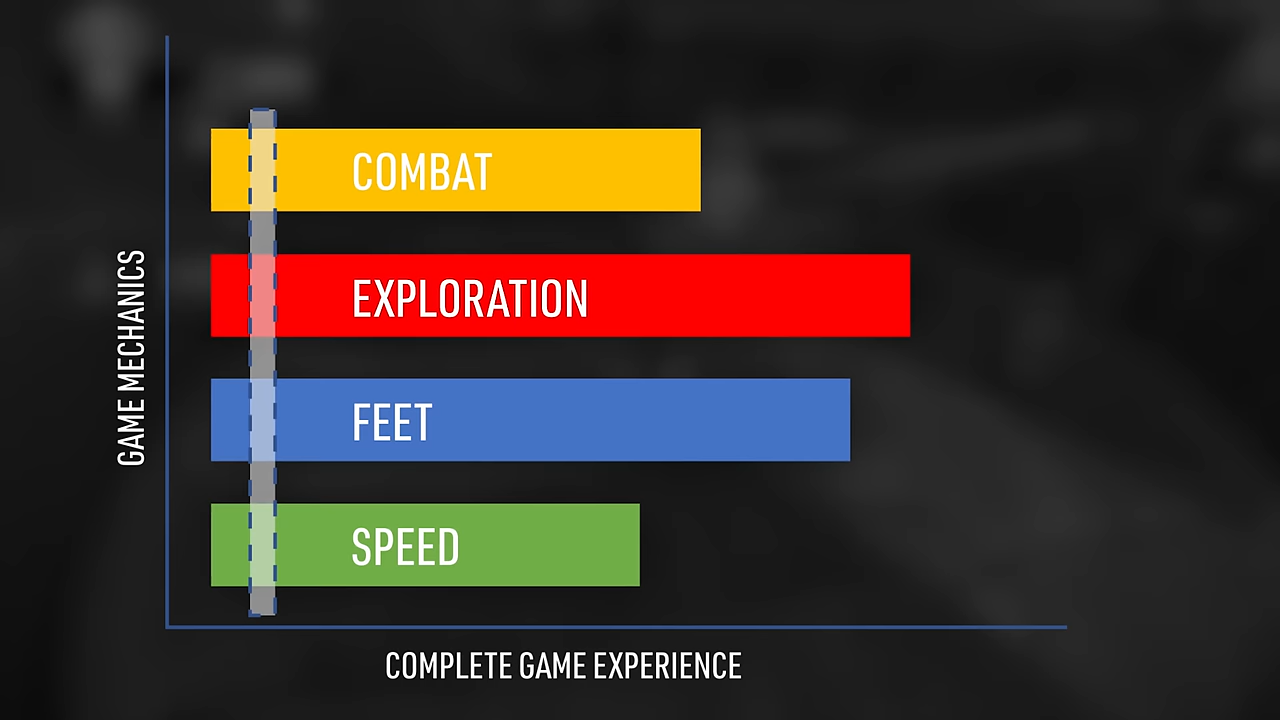 GAME MECHANICS
COMBAT
EXPLORATION
FEET
SPEED
COMPLETE GAME EXPERIENCE